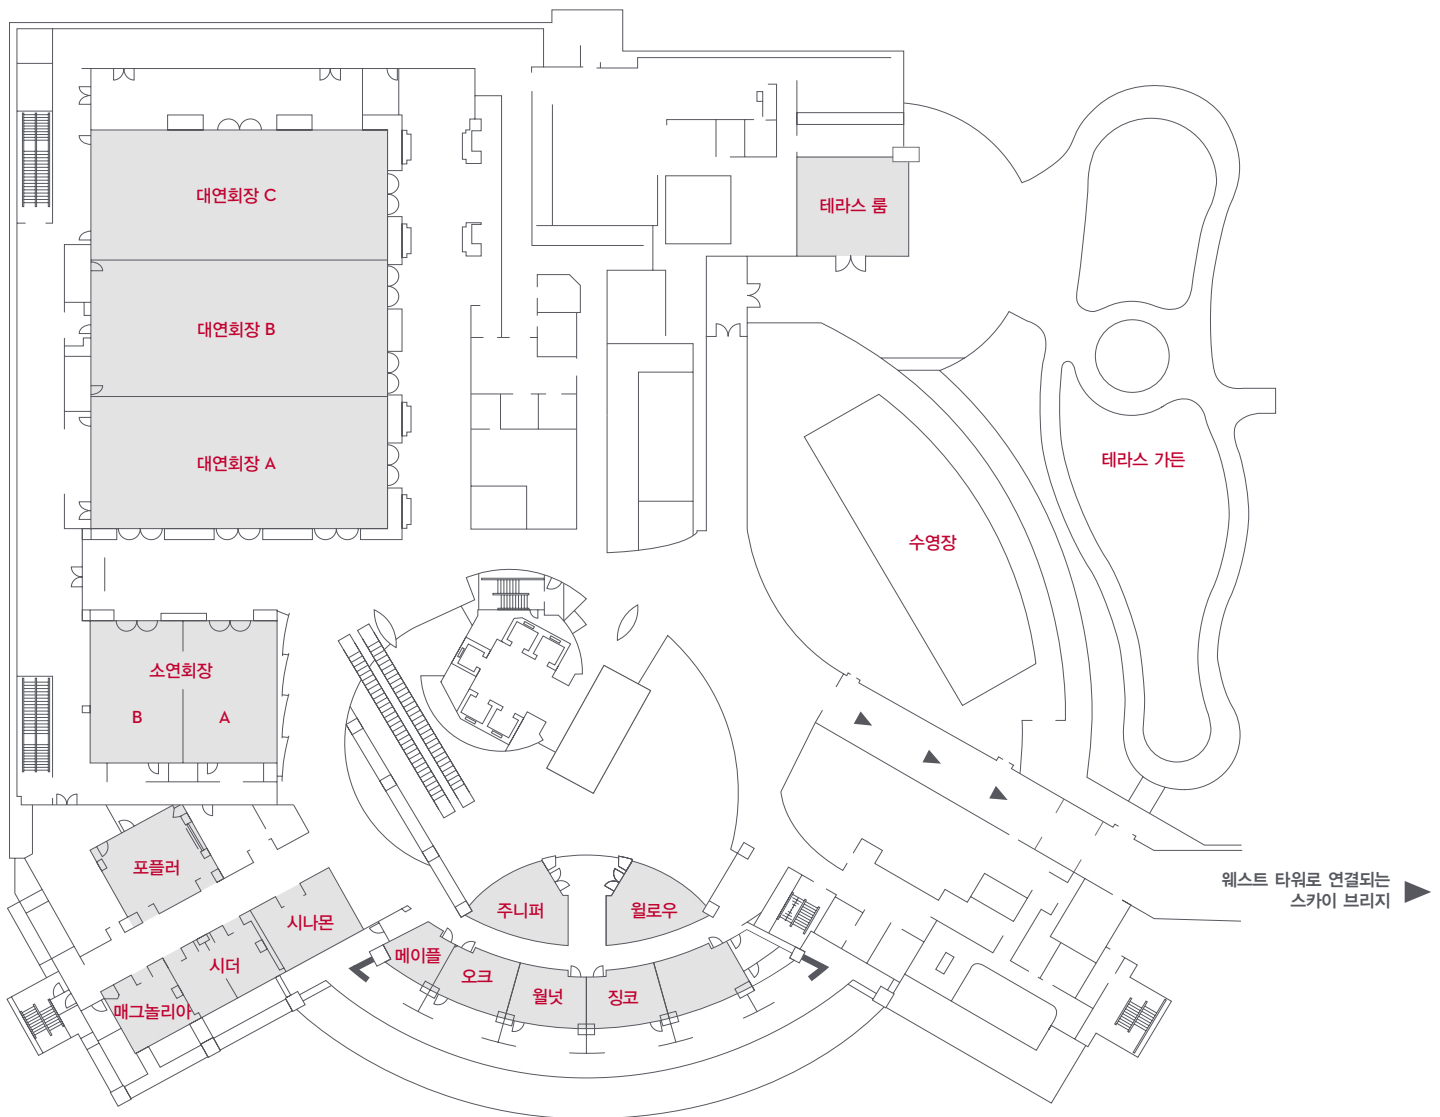 대연회장 C
테라스 룸
대연회장 B
대연회장 A
테라스 가든
수영장
소연회장
B
A
포플러
웨스트 타워로 연결되는
스카이 브리지
주니퍼
윌로우
시나몬
메이플
시더
오크
월넛
징코
매그놀리아